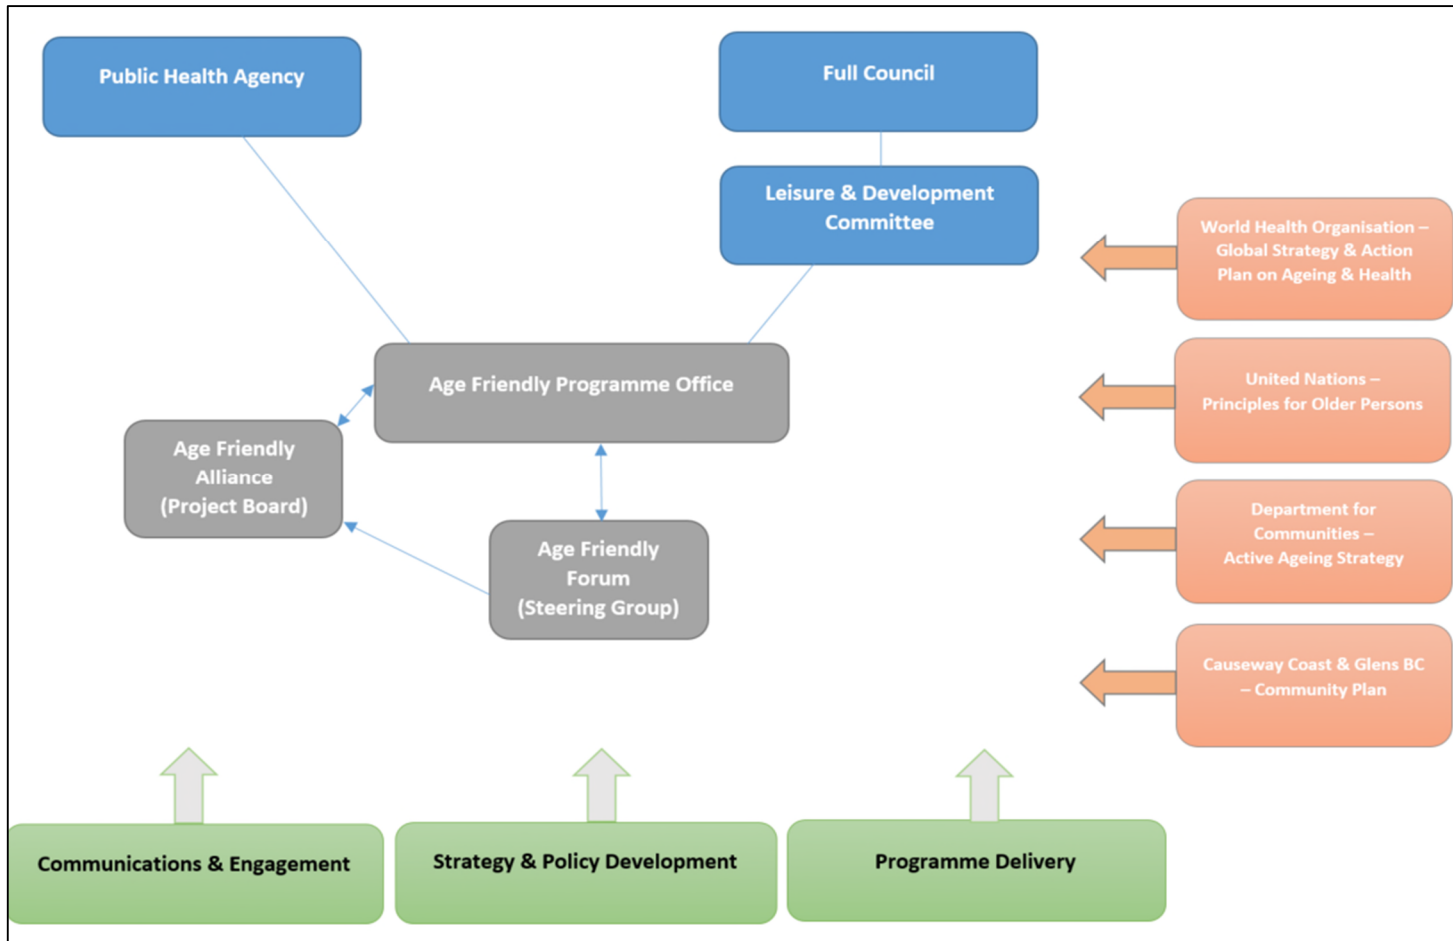 Public Health Agency
Full Council
Leisure & Development
Committee
World Health Organisation –
Global Strategy & Action
Plan on Ageing & Health
Age Friendly Programme Office
United Nations –
Principles for Older Persons
Age Friendly
Alliance
(Project Board)
Department for
Communities –
Active Ageing Strategy
Age Friendly
Forum
(Steering Group)
Causeway Coast & Glens BC
– Community Plan
Communications & Engagement
Strategy & Policy Development
Programme Delivery